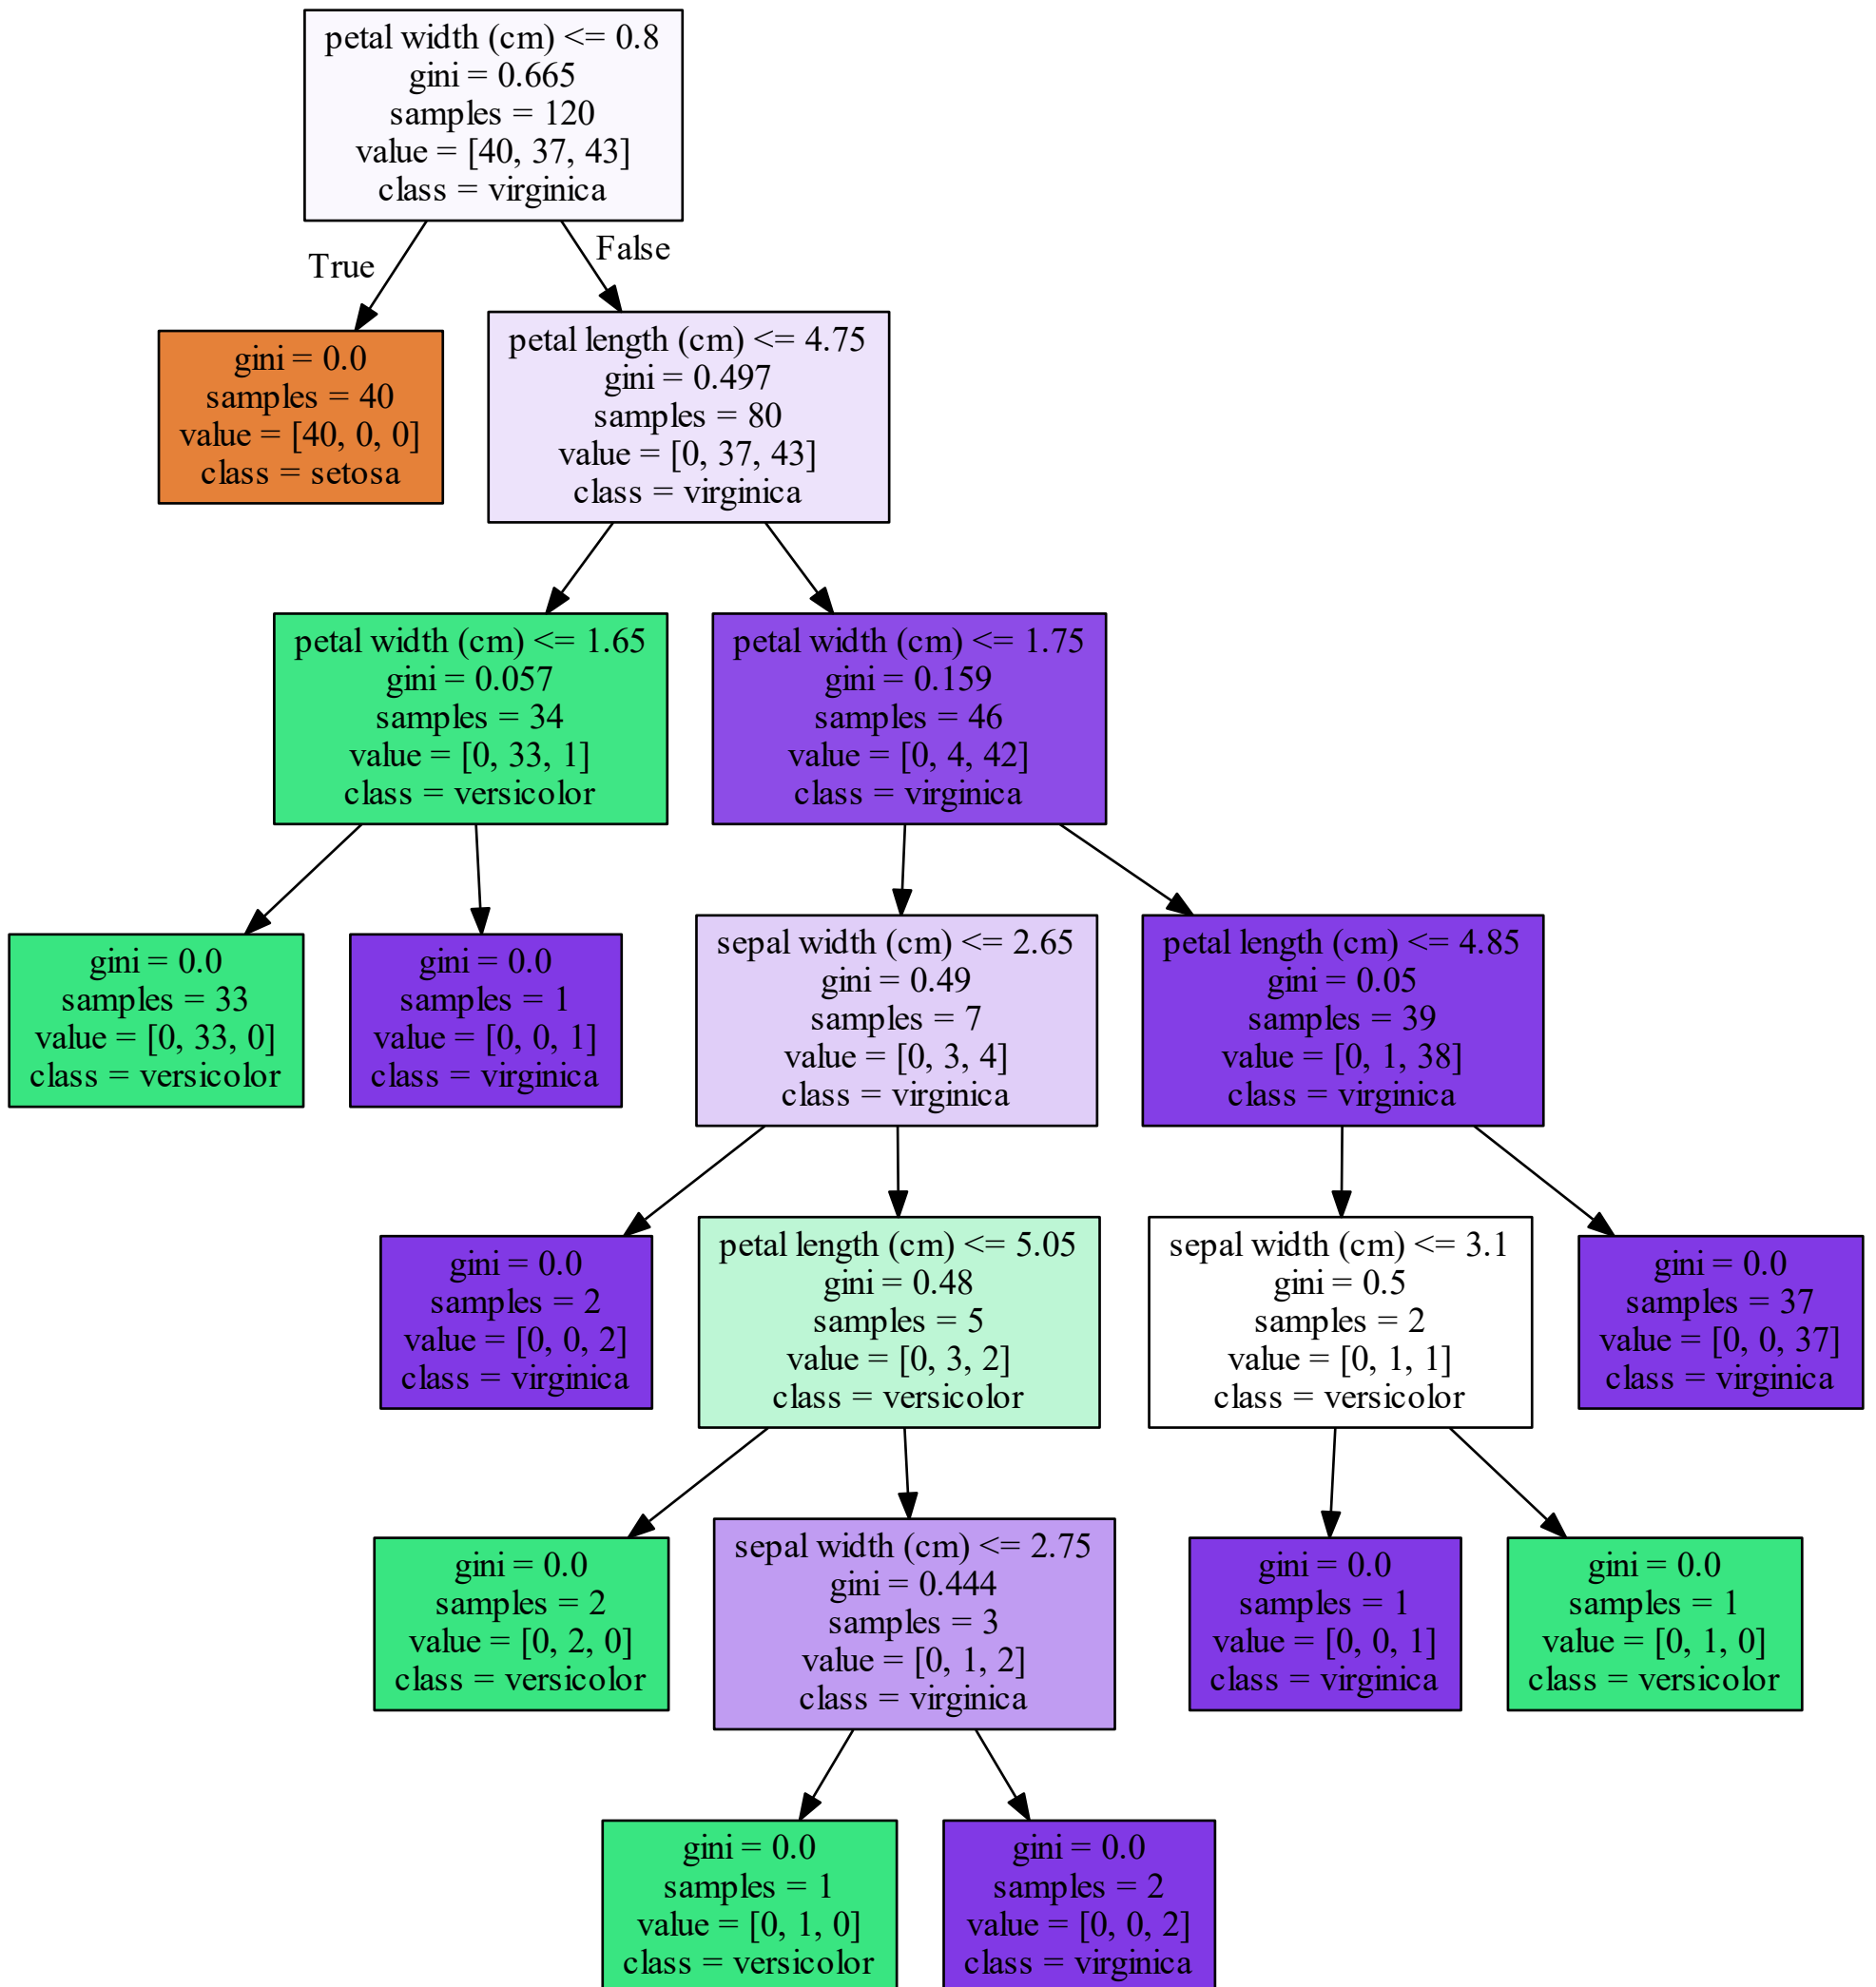 petal width (cm) <= 0.8
gini = 0.665
samples = 120
value = [40, 37, 43]
class = virginica
True
False
gini = 0.0
samples = 40
value = [40, 0, 0]
class = setosa
petal length (cm) <= 4.75
gini = 0.497
samples = 80
value = [0, 37, 43]
class = virginica
petal width (cm) <= 1.65
gini = 0.057
samples = 34
value = [0, 33, 1]
class = versicolor
petal width (cm) <= 1.75
gini = 0.159
samples = 46
value = [0, 4, 42]
class = virginica
gini = 0.0
samples = 33
value = [0, 33, 0]
class = versicolor
gini = 0.0
samples = 1
value = [0, 0, 1]
class = virginica
sepal width (cm) <= 2.65
gini = 0.49
samples = 7
value = [0, 3, 4]
class = virginica
petal length (cm) <= 4.85
gini = 0.05
samples = 39
value = [0, 1, 38]
class = virginica
gini = 0.0
samples = 2
value = [0, 0, 2]
class = virginica
petal length (cm) <= 5.05
gini = 0.48
samples = 5
value = [0, 3, 2]
class = versicolor
sepal width (cm) <= 3.1
gini = 0.5
samples = 2
value = [0, 1, 1]
class = versicolor
gini = 0.0
samples = 37
value = [0, 0, 37]
class = virginica
gini = 0.0
samples = 2
value = [0, 2, 0]
class = versicolor
sepal width (cm) <= 2.75
gini = 0.444
samples = 3
value = [0, 1, 2]
class = virginica
gini = 0.0
samples = 1
value = [0, 0, 1]
class = virginica
gini = 0.0
samples = 1
value = [0, 1, 0]
class = versicolor
gini = 0.0
samples = 1
value = [0, 1, 0]
class = versicolor
gini = 0.0
samples = 2
value = [0, 0, 2]
class = virginica